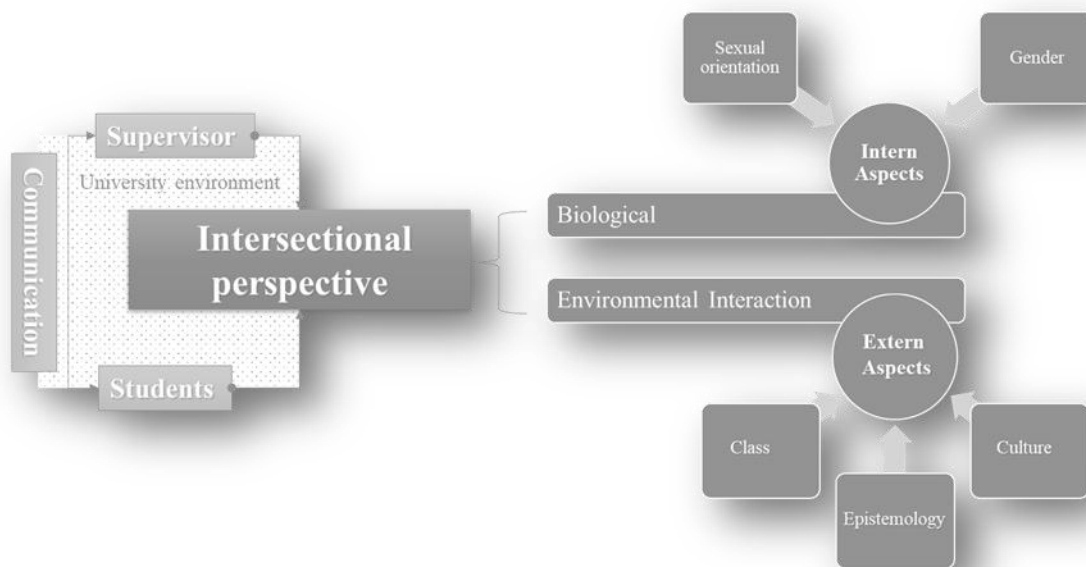 Supervisor
University environment
Communication
Intersectional
perspective
Students
Sexual
orientation
Gender
Intern
Aspects
Biological
Environmental Interaction
Extern
Aspects
Class
Culture
Epistemology